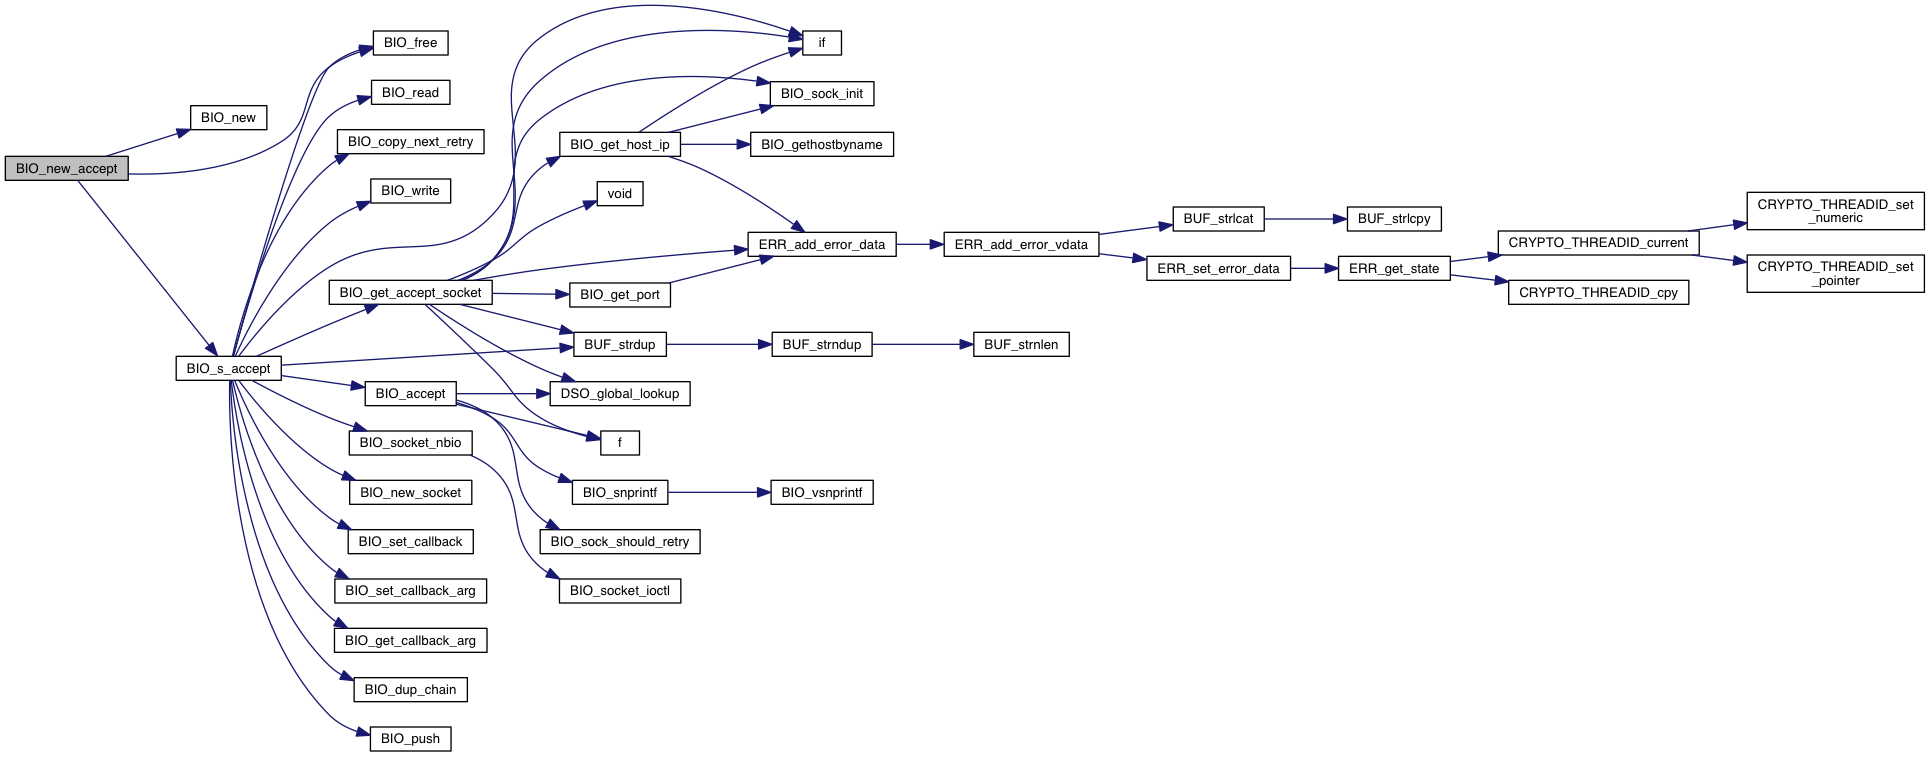 BIO_new_accept
BIO_new
BIO_s_accept
BIO_free
BIO_read
BIO_copy_next_retry
BIO_write
BIO_get_accept_socket
BIO_accept
BIO_socket_nbio
BIO_new_socket
BIO_set_callback
BIO_set_callback_arg
BIO_get_callback_arg
BIO_dup_chain
BIO_push
BIO_get_host_ip
void
BIO_get_port
BUF_strdup
DSO_global_lookup
f
BIO_snprintf
BIO_sock_should_retry
BIO_socket_ioctl
if
BIO_sock_init
BIO_gethostbyname
ERR_add_error_data
BUF_strndup
BIO_vsnprintf
ERR_add_error_vdata
BUF_strnlen
BUF_strlcat
ERR_set_error_data
BUF_strlcpy
ERR_get_state
CRYPTO_THREADID_current
CRYPTO_THREADID_cpy
CRYPTO_THREADID_set
_numeric
CRYPTO_THREADID_set
_pointer